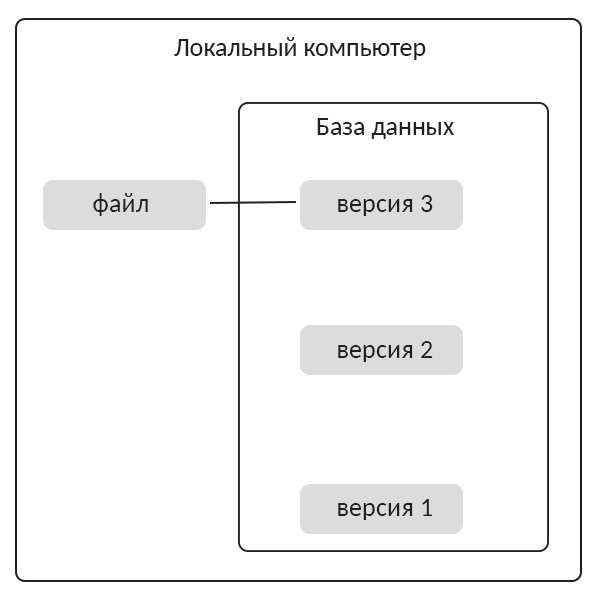 Локальный компьютер
База данных
файл
версия 3
версия 2
версия 1